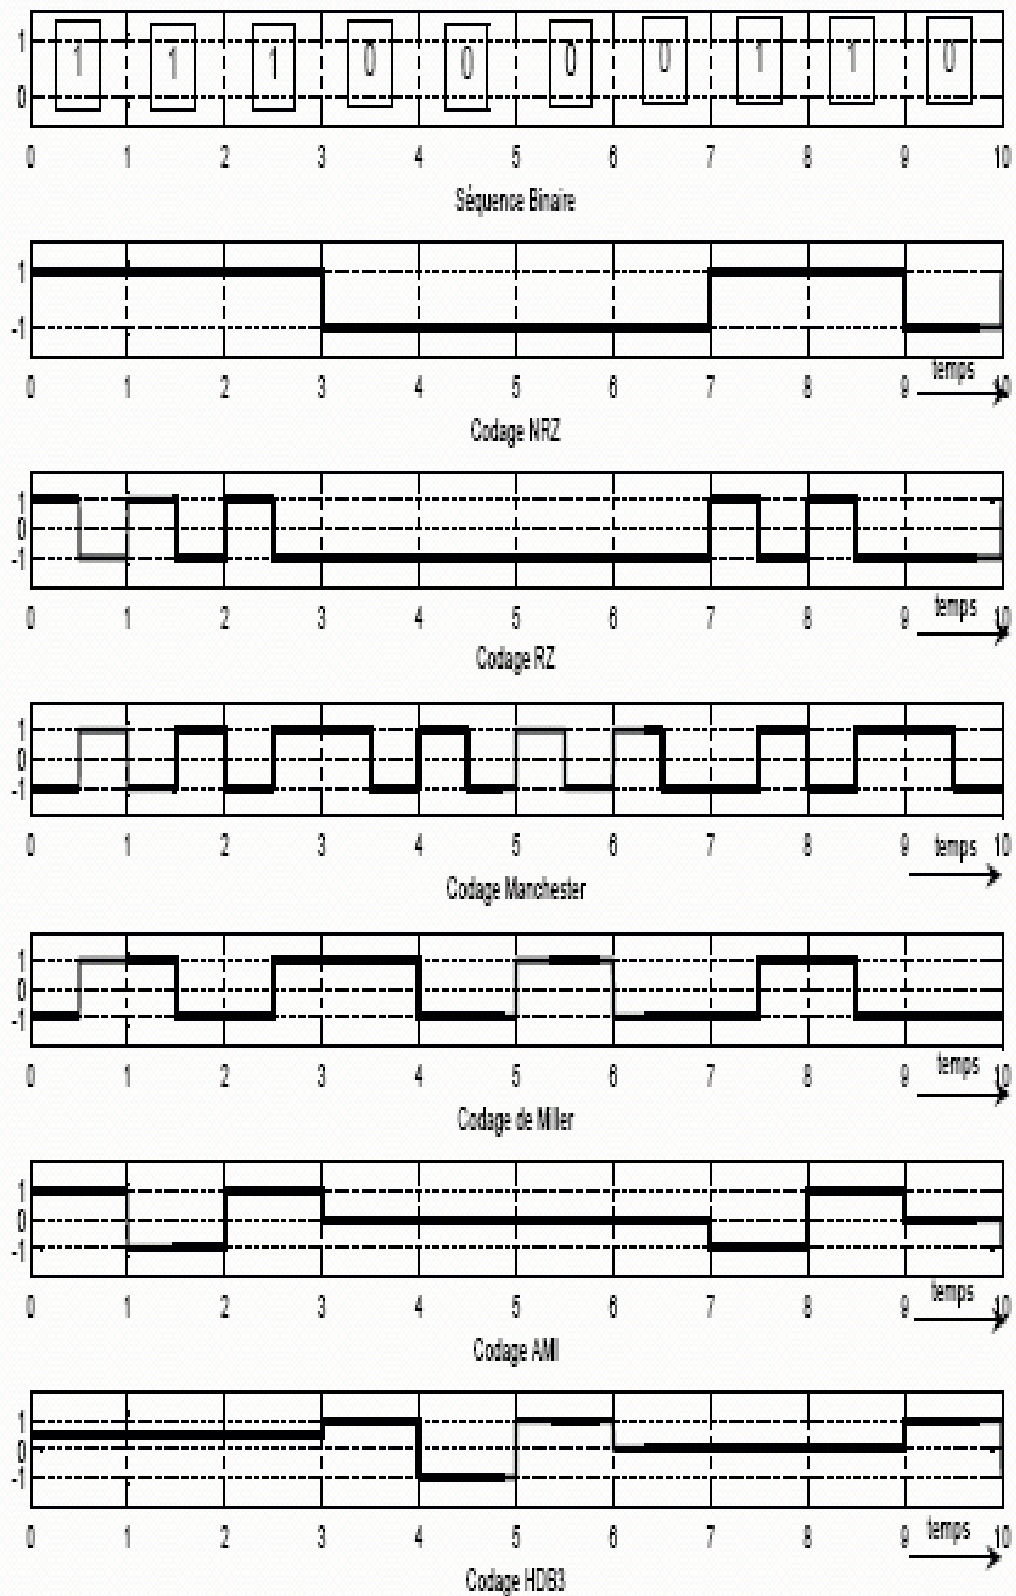 1
1 1 1 0 0 0 0 1 1 0
0
0 1 2 3 4 5 6 7 8 9 10
Séquence Binaire
1
-1
temps
0 1 2 3 4 5 6 7 8 9 10
Codage NRZ
1
0
-1
temps
0 1 2 3 4 5 6 7 8 9 10
Codage RZ
1
0
-1
0 1 2 3 4 5 6 7 8 9 temps 10
Codage Manchester
1
0
-1
temps
0 1 2 3 4 5 6 7 8 9 10
Codage de Miller
1
0
-1
temps
0 1 2 3 4 5 6 7 8 9 10
Codage AMI
1
0
-1
0 1 2 3 4 5 6 7 8 9 temps 10
Codage HDB3